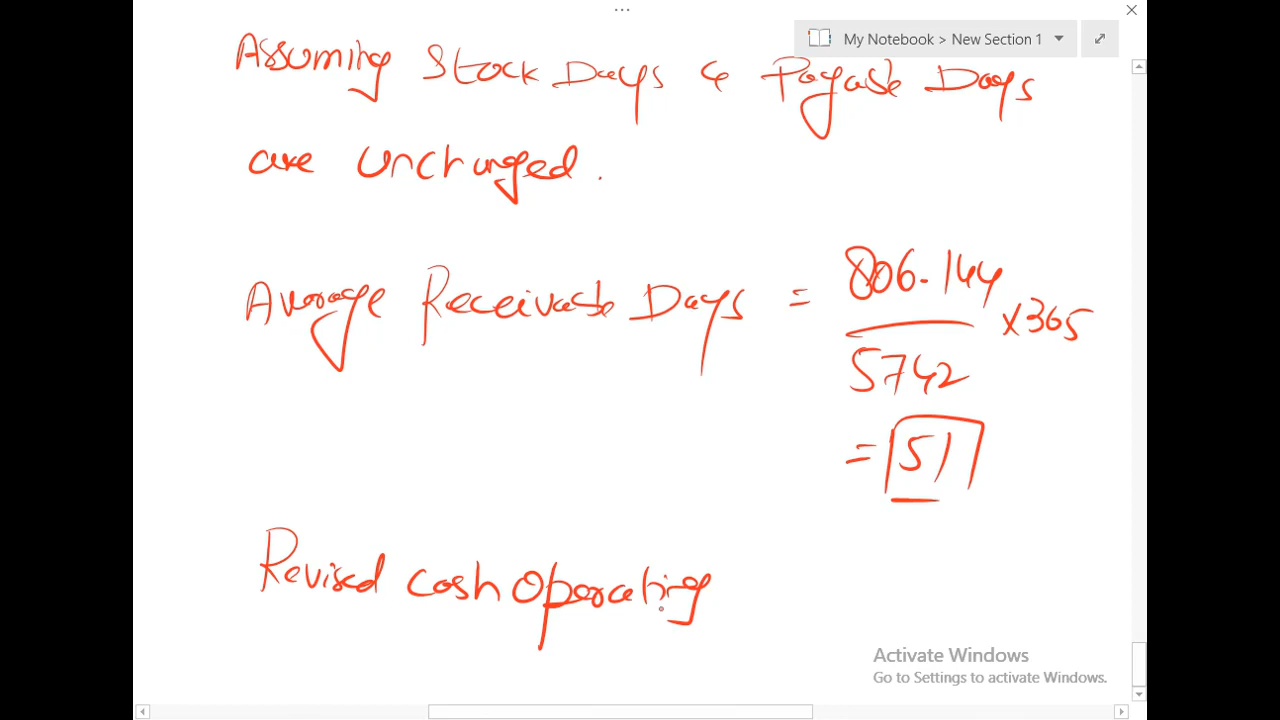 ...
My Notebook > New Section 1
Assuming Stock Days & Payable Days
are Unchanged.
Average Receivable Days = 806.144 / 5742 ×365
= 51
Revised Cash Operating
Activate Windows
Go to Settings to activate Windows.